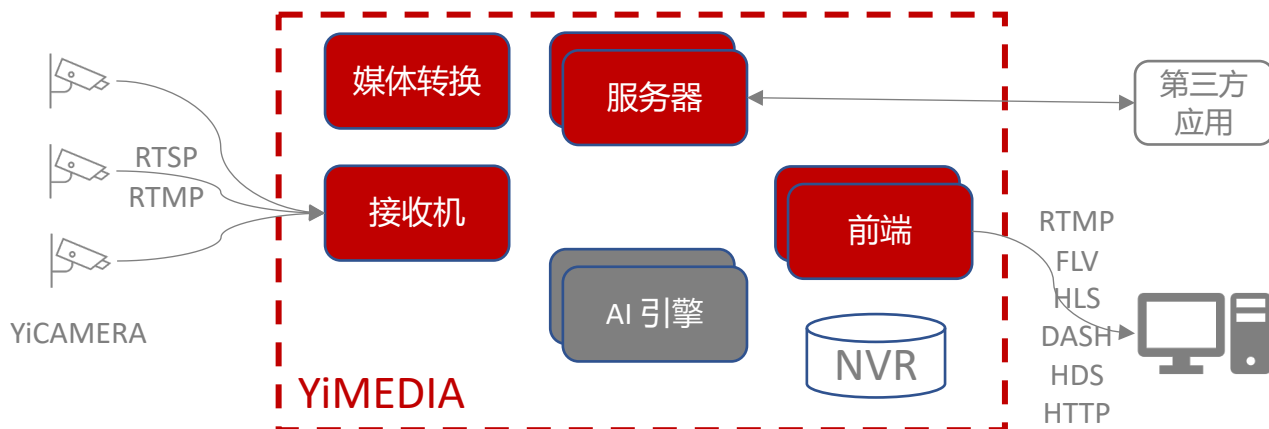 媒体转换
服务器
第三方
应用
RTSP
RTMP
接收机
前端
RTMP
FLV
HLS
DASH
HDS
HTTP
AI 引擎
NVR
YiCAMERA
YiMEDIA